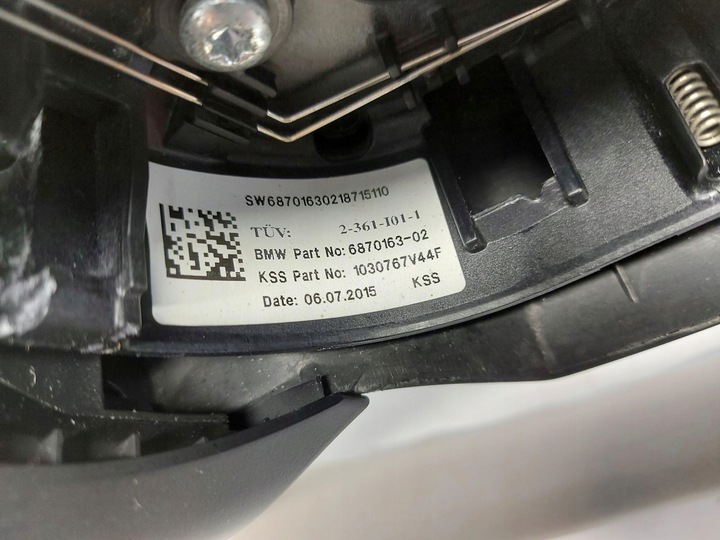 SW68701630218715110
TÜV: 2-361-I01-1
BMW Part No: 6870163-02
KSS Part No: 1030767V44F
Date: 06.07.2015 KSS